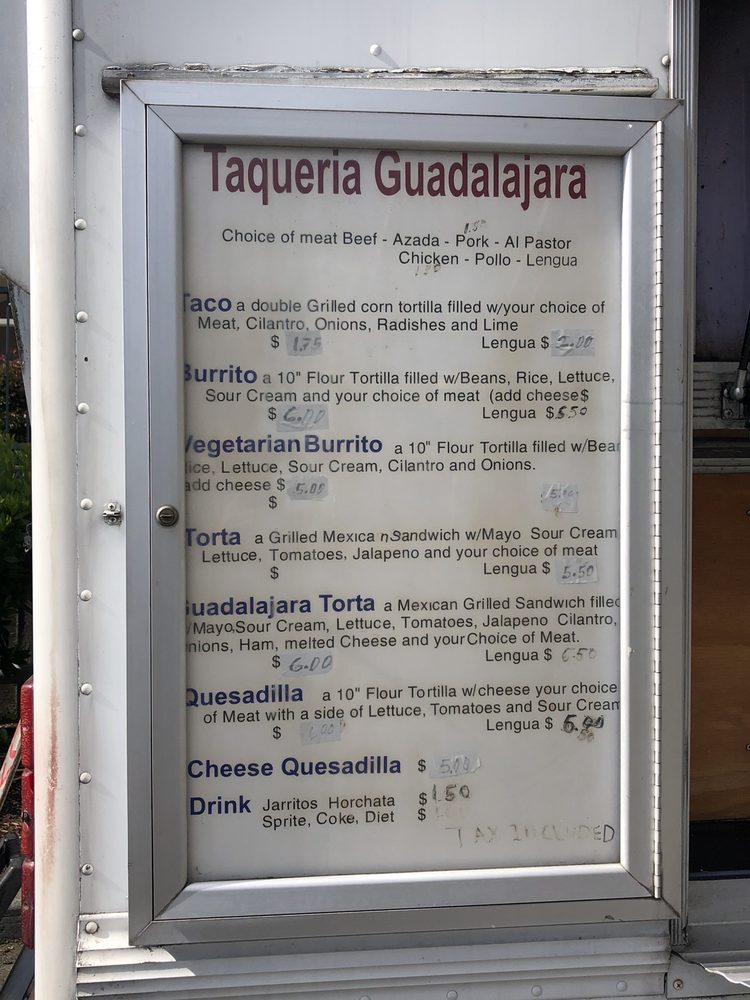 Taqueria Guadalajara
1.50
Choice of meat Beef - Azada - Pork - Al Pastor
Chicken - Pollo - Lengua
Taco a double Grilled corn tortilla filled w/your choice of
Meat, Cilantro, Onions, Radishes and Lime
$ 1.75 Lengua $ 2.00
Burrito a 10" Flour Tortilla filled w/Beans, Rice, Lettuce,
Sour Cream and your choice of meat (add cheese$
$ 6.00 Lengua $
Vegetarian Burrito a 10" Flour Tortilla filled w/Bean
Rice, Lettuce, Sour Cream, Cilantro and Onions.
add cheese $ 5.00
$
Torta a Grilled Mexican Sandwich w/Mayo Sour Cream
Lettuce, Tomatoes, Jalapeno and your choice of meat
$ Lengua $ 5.50
Guadalajara Torta a Mexican Grilled Sandwich filled
w/Mayo,Sour Cream, Lettuce, Tomatoes, Jalapeno Cilantro,
Onions, Ham, melted Cheese and your Choice of Meat.
$ 6.00 Lengua $ 6.50
Quesadilla a 10" Flour Tortilla w/cheese your choice
of Meat with a side of Lettuce, Tomatoes and Sour Cream
$ Lengua $
Cheese Quesadilla $ 5.00
Drink Jarritos Horchata $1.50
Sprite, Coke, Diet $
TAX INCLUDED